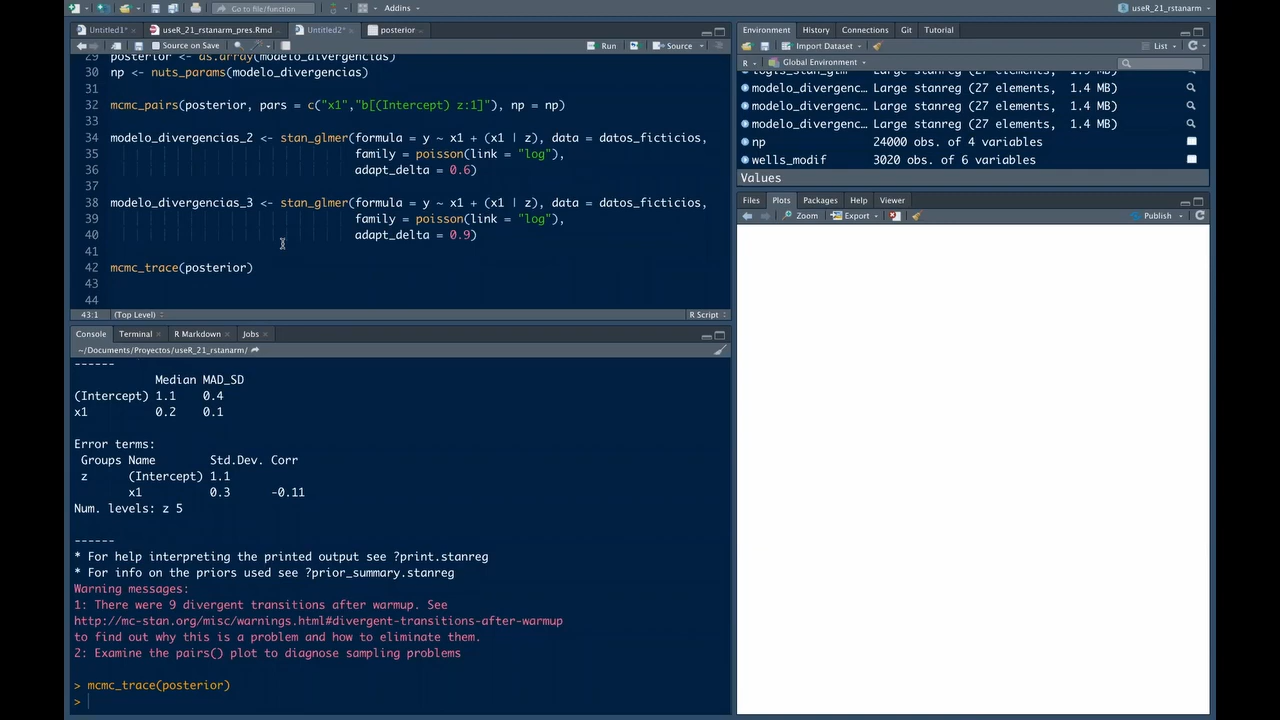 Go to file/function
Addins
useR_21_rstanarm
Untitled1*
useR_21_rstanarm_pres.Rmd
Untitled2*
posterior
Source on Save
Run
Source
29 posterior <- as.array(modelo_divergencias)
30 np <- nuts_params(modelo_divergencias)
31
32 mcmc_pairs(posterior, pars = c("x1","b[(Intercept) z:1]"), np = np)
33
34 modelo_divergencias_2 <- stan_glmer(formula = y ~ x1 + (x1 | z), data = datos_ficticios,
35 family = poisson(link = "log"),
36 adapt_delta = 0.6)
37
38 modelo_divergencias_3 <- stan_glmer(formula = y ~ x1 + (x1 | z), data = datos_ficticios,
39 family = poisson(link = "log"),
40 adapt_delta = 0.9)
41
42 mcmc_trace(posterior)
43
44
43:1 (Top Level) R Script
Console Terminal R Markdown Jobs
~/Documents/Proyectos/useR_21_rstanarm/
------
Median MAD_SD
(Intercept) 1.1 0.4
x1 0.2 0.1
Error terms:
Groups Name Std.Dev. Corr
z (Intercept) 1.1
x1 0.3 -0.11
Num. levels: z 5
------
* For help interpreting the printed output see ?print.stanreg
* For info on the priors used see ?prior_summary.stanreg
Warning messages:
1: There were 9 divergent transitions after warmup. See
http://mc-stan.org/misc/warnings.html#divergent-transitions-after-warmup
to find out why this is a problem and how to eliminate them.
2: Examine the pairs() plot to diagnose sampling problems
> mcmc_trace(posterior)
>
Environment History Connections Git Tutorial
Import Dataset List
R Global Environment
logis_stan_glm Large stanreg (27 elements, 1.9 MB)
modelo_divergenc… Large stanreg (27 elements, 1.4 MB)
modelo_divergenc… Large stanreg (27 elements, 1.4 MB)
modelo_divergenc… Large stanreg (27 elements, 1.4 MB)
np 24000 obs. of 4 variables
wells_modif 3020 obs. of 6 variables
Values
Files Plots Packages Help Viewer
Zoom Export Publish